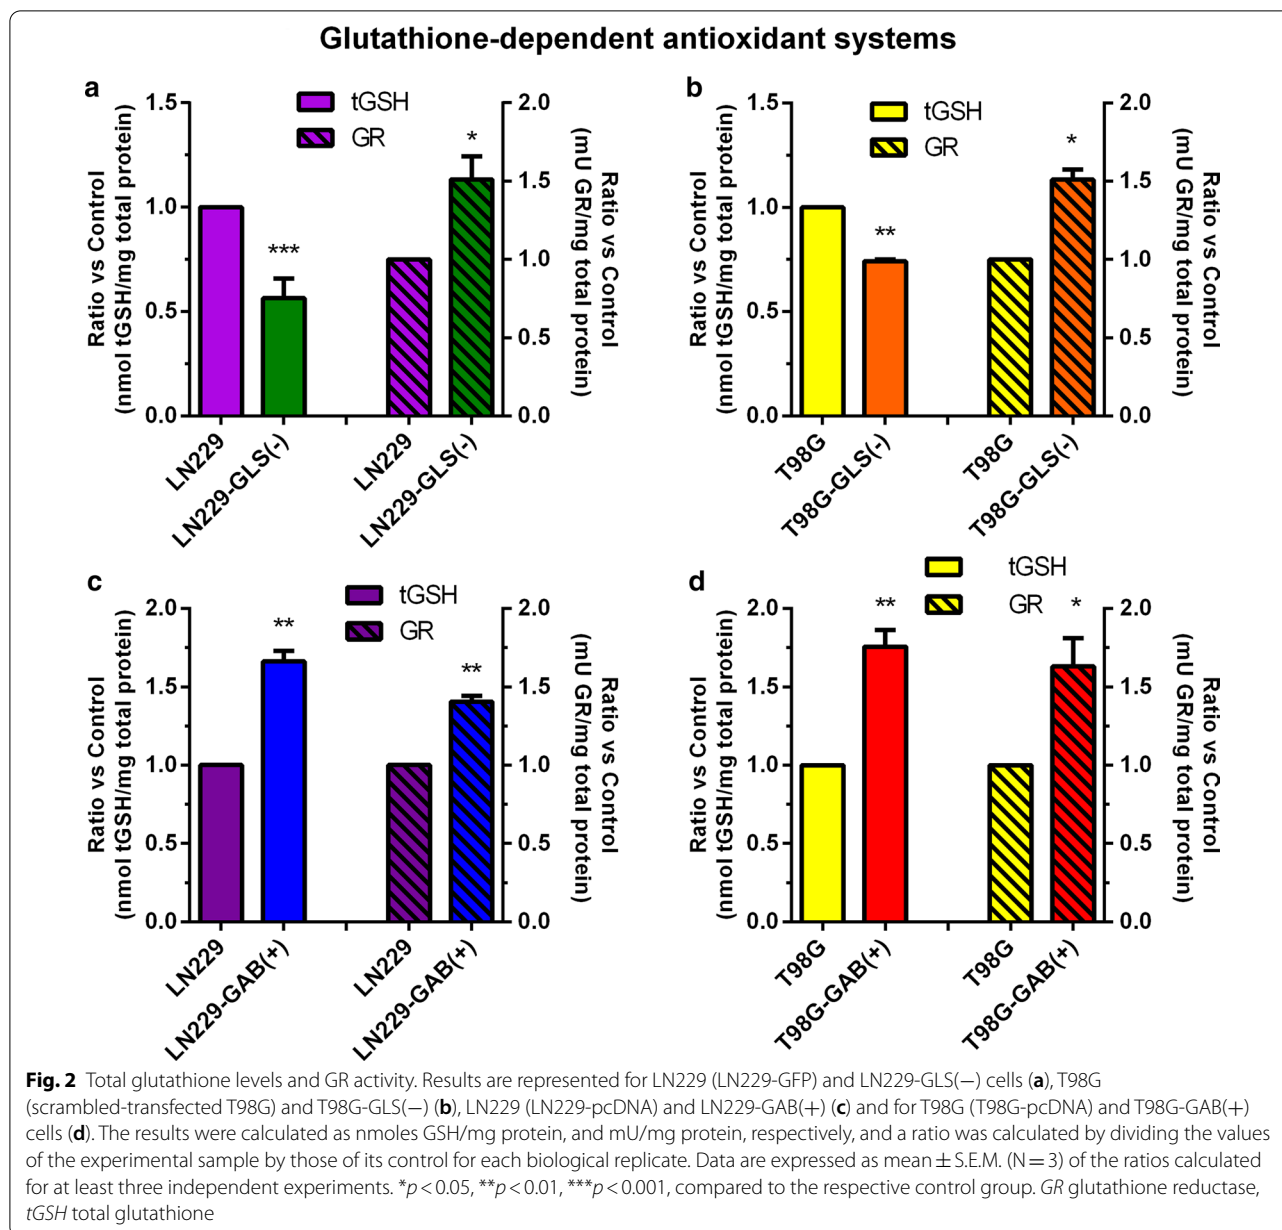 Glutathione-dependent antioxidant systems
a
tGSH
GR
Ratio vs Control
(nmol tGSH/mg total protein)
1.5
1.0
0.5
0.0
***
*
2.0
1.5
1.0
0.5
0.0
Ratio vs Control
(mU GR/mg total protein)
LN229
LN229-GLS(-)
LN229
LN229-GLS(-)
b
tGSH
GR
Ratio vs Control
(nmol tGSH/mg total protein)
1.5
1.0
0.5
0.0
**
*
2.0
1.5
1.0
0.5
0.0
Ratio vs Control
(mU GR/mg total protein)
T98G
T98G-GLS(-)
T98G
T98G-GLS(-)
c
tGSH
GR
Ratio vs Control
(nmol tGSH/mg total protein)
2.0
1.5
1.0
0.5
0.0
**
**
2.0
1.5
1.0
0.5
0.0
Ratio vs Control
(mU GR/mg total protein)
LN229
LN229-GAB(+)
LN229
LN229-GAB(+)
d
tGSH
GR
Ratio vs Control
(nmol tGSH/mg total protein)
2.0
1.5
1.0
0.5
0.0
**
*
2.0
1.5
1.0
0.5
0.0
Ratio vs Control
(mU GR/mg total protein)
T98G
T98G-GAB(+)
T98G
T98G-GAB(+)
Fig. 2 Total glutathione levels and GR activity. Results are represented for LN229 (LN229-GFP) and LN229-GLS(−) cells (a), T98G
(scrambled-transfected T98G) and T98G-GLS(−) (b), LN229 (LN229-pcDNA) and LN229-GAB(+) (c) and for T98G (T98G-pcDNA) and T98G-GAB(+)
cells (d). The results were calculated as nmoles GSH/mg protein, and mU/mg protein, respectively, and a ratio was calculated by dividing the values
of the experimental sample by those of its control for each biological replicate. Data are expressed as mean ± S.E.M. (N = 3) of the ratios calculated
for at least three independent experiments. *p < 0.05, **p < 0.01, ***p < 0.001, compared to the respective control group. GR glutathione reductase,
tGSH total glutathione